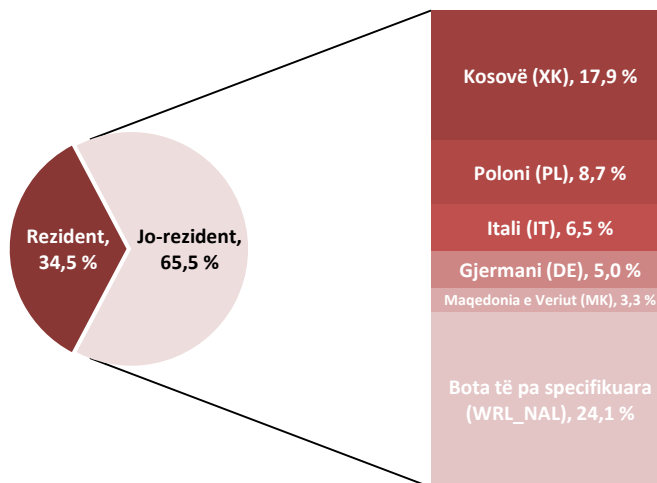 Rezident,
34,5 %
Jo-rezident,
65,5 %
Kosovë (XK), 17,9 %
Poloni (PL), 8,7 %
Itali (IT), 6,5 %
Gjermani (DE), 5,0 %
Maqedonia e Veriut (MK), 3,3 %
Bota të pa specifikuara
(WRL_NAL), 24,1 %